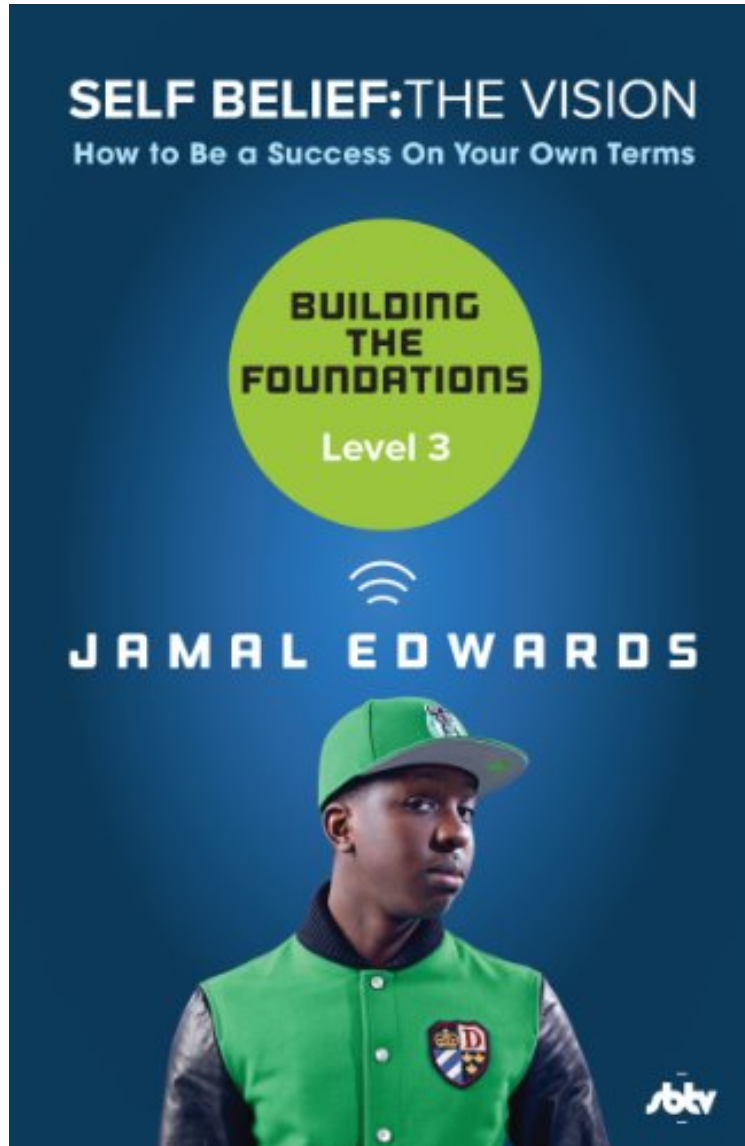 SELF BELIEF:THE VISION
How to Be a Success On Your Own Terms
BUILDING
THE
FOUNDATIONS
Level 3
JAMAL EDWARDS
D
sbtv